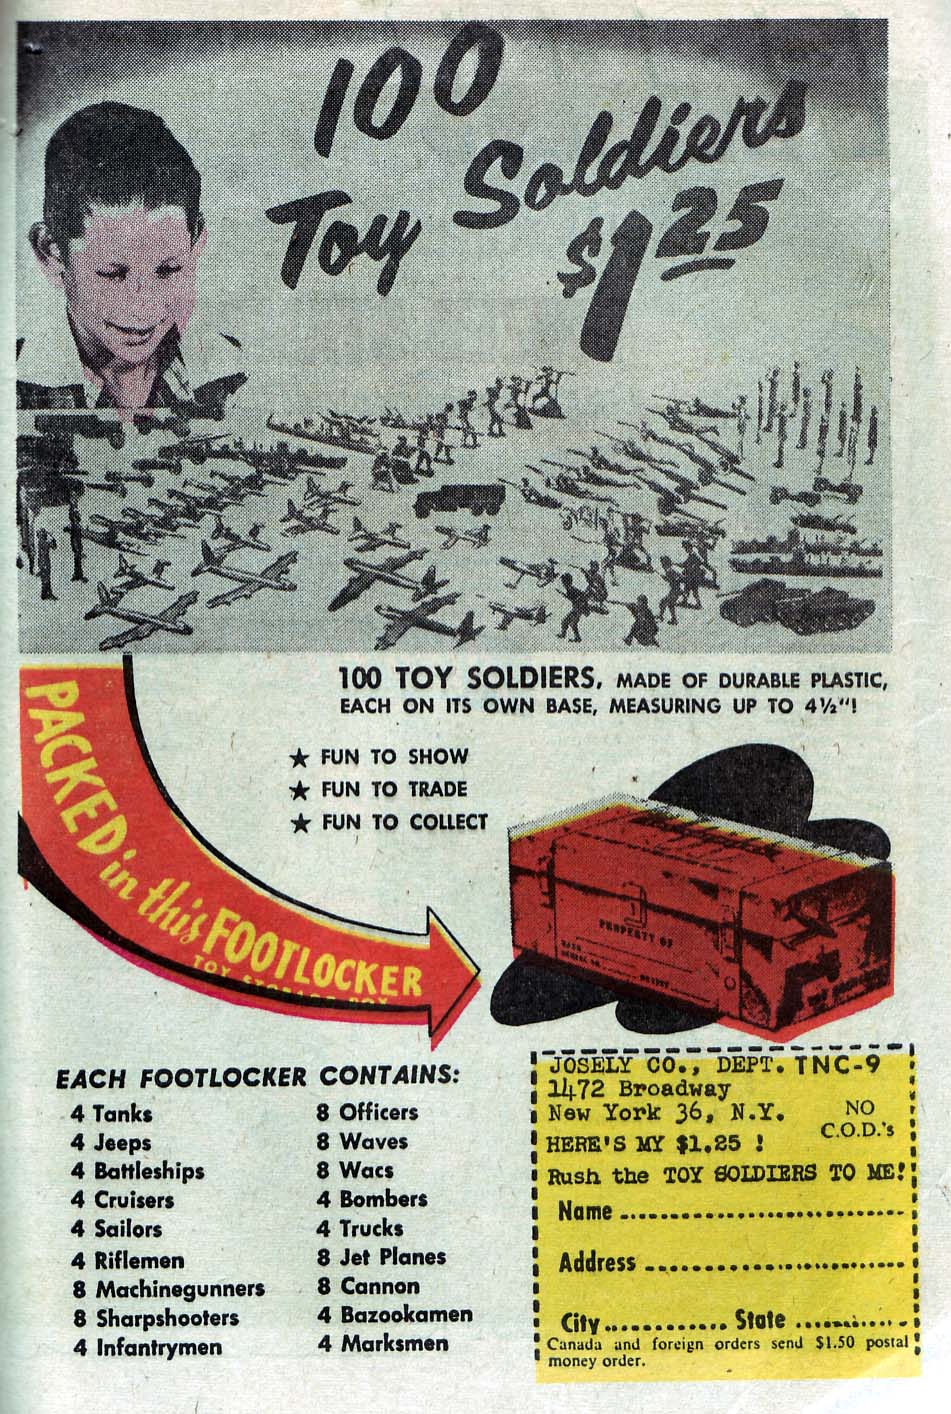 100
Toy Soldiers
$1.25
100 TOY SOLDIERS, MADE OF DURABLE PLASTIC,
EACH ON ITS OWN BASE, MEASURING UP TO 4½"!
★ FUN TO SHOW
★ FUN TO TRADE
★ FUN TO COLLECT
PACKED in this FOOTLOCKER
TOY STORAGE BOX
PROPERTY OF
EACH FOOTLOCKER CONTAINS:
4 Tanks
4 Jeeps
4 Battleships
4 Cruisers
4 Sailors
4 Riflemen
8 Machinegunners
8 Sharpshooters
4 Infantrymen
8 Officers
8 Waves
8 Wacs
4 Bombers
4 Trucks
8 Jet Planes
8 Cannon
4 Bazookamen
4 Marksmen
JOSELY CO., DEPT. TNC-9
1472 Broadway
New York 36, N.Y.
NO
C.O.D.'s
HERE'S MY $1.25 !
Rush the TOY SOLDIERS TO ME!
Name
Address
City ............ State ............
Canada and foreign orders send $1.50 postal
money order.